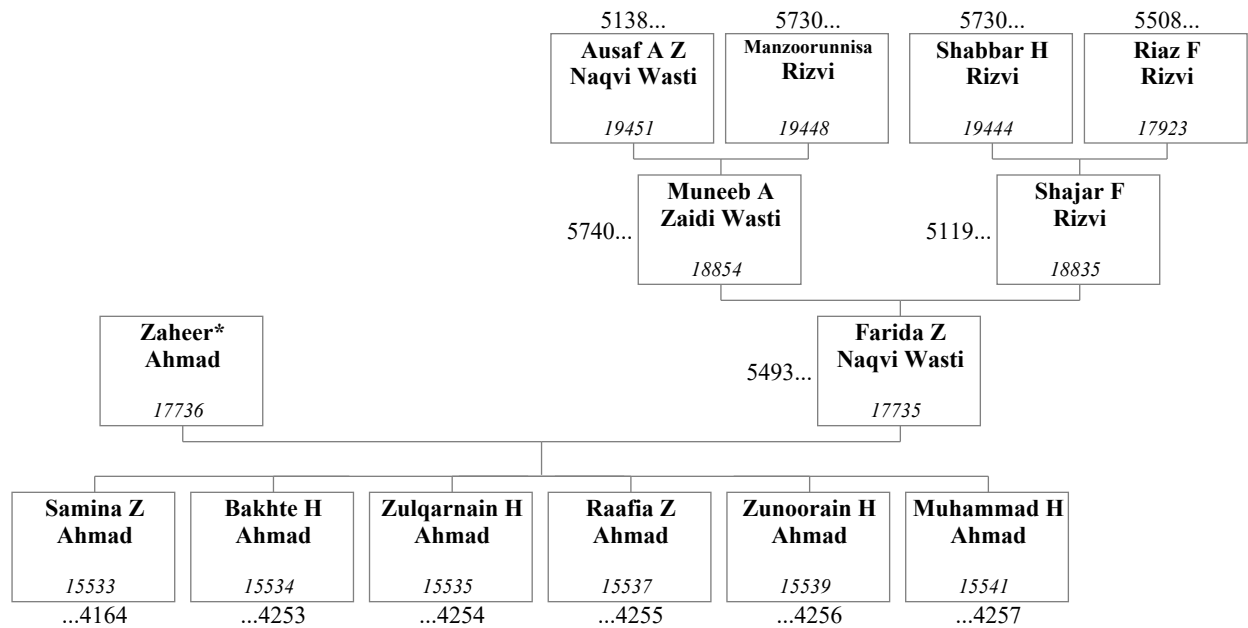 5138... 5730... 5730... 5508...
Ausaf A Z
Naqvi Wasti
19451
Manzoorunnisa
Rizvi
19448
Shabbar H
Rizvi
19444
Riaz F
Rizvi
17923
5740...
Muneeb A
Zaidi Wasti
18854
5119...
Shajar F
Rizvi
18835
Zaheer*
Ahmad
17736
5493...
Farida Z
Naqvi Wasti
17735
Samina Z
Ahmad
15533
...4164
Bakhte H
Ahmad
15534
...4253
Zulqarnain H
Ahmad
15535
...4254
Raafia Z
Ahmad
15537
...4255
Zunoorain H
Ahmad
15539
...4256
Muhammad H
Ahmad
15541
...4257